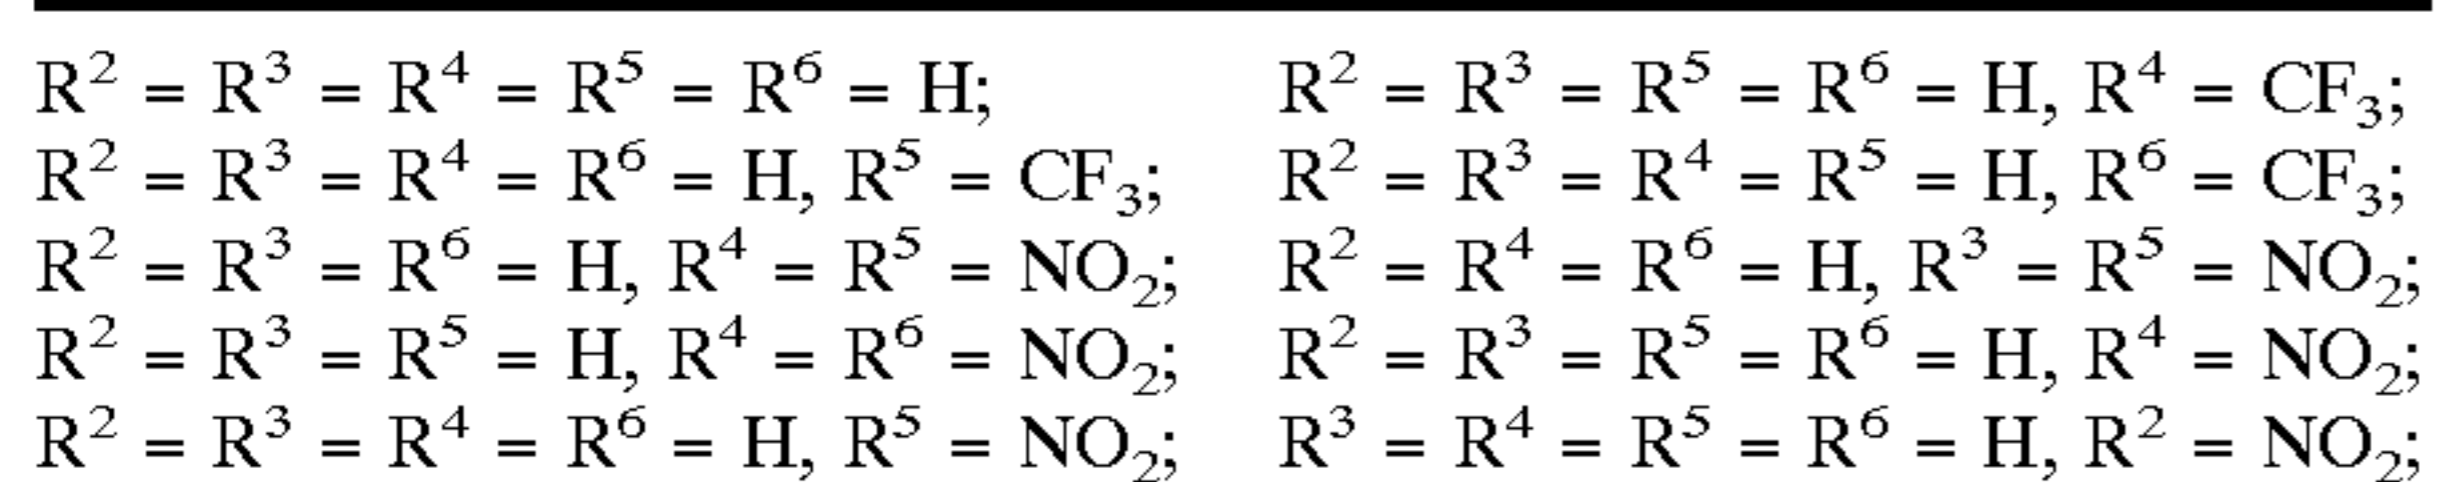 R² = R³ = R⁴ = R⁵ = R⁶ = H; R² = R³ = R⁵ = R⁶ = H, R⁴ = CF₃;
R² = R³ = R⁴ = R⁶ = H, R⁵ = CF₃; R² = R³ = R⁴ = R⁵ = H, R⁶ = CF₃;
R² = R³ = R⁶ = H, R⁴ = R⁵ = NO₂; R² = R⁴ = R⁶ = H, R³ = R⁵ = NO₂;
R² = R³ = R⁵ = H, R⁴ = R⁶ = NO₂; R² = R³ = R⁵ = R⁶ = H, R⁴ = NO₂;
R² = R³ = R⁴ = R⁶ = H, R⁵ = NO₂; R³ = R⁴ = R⁵ = R⁶ = H, R² = NO₂;